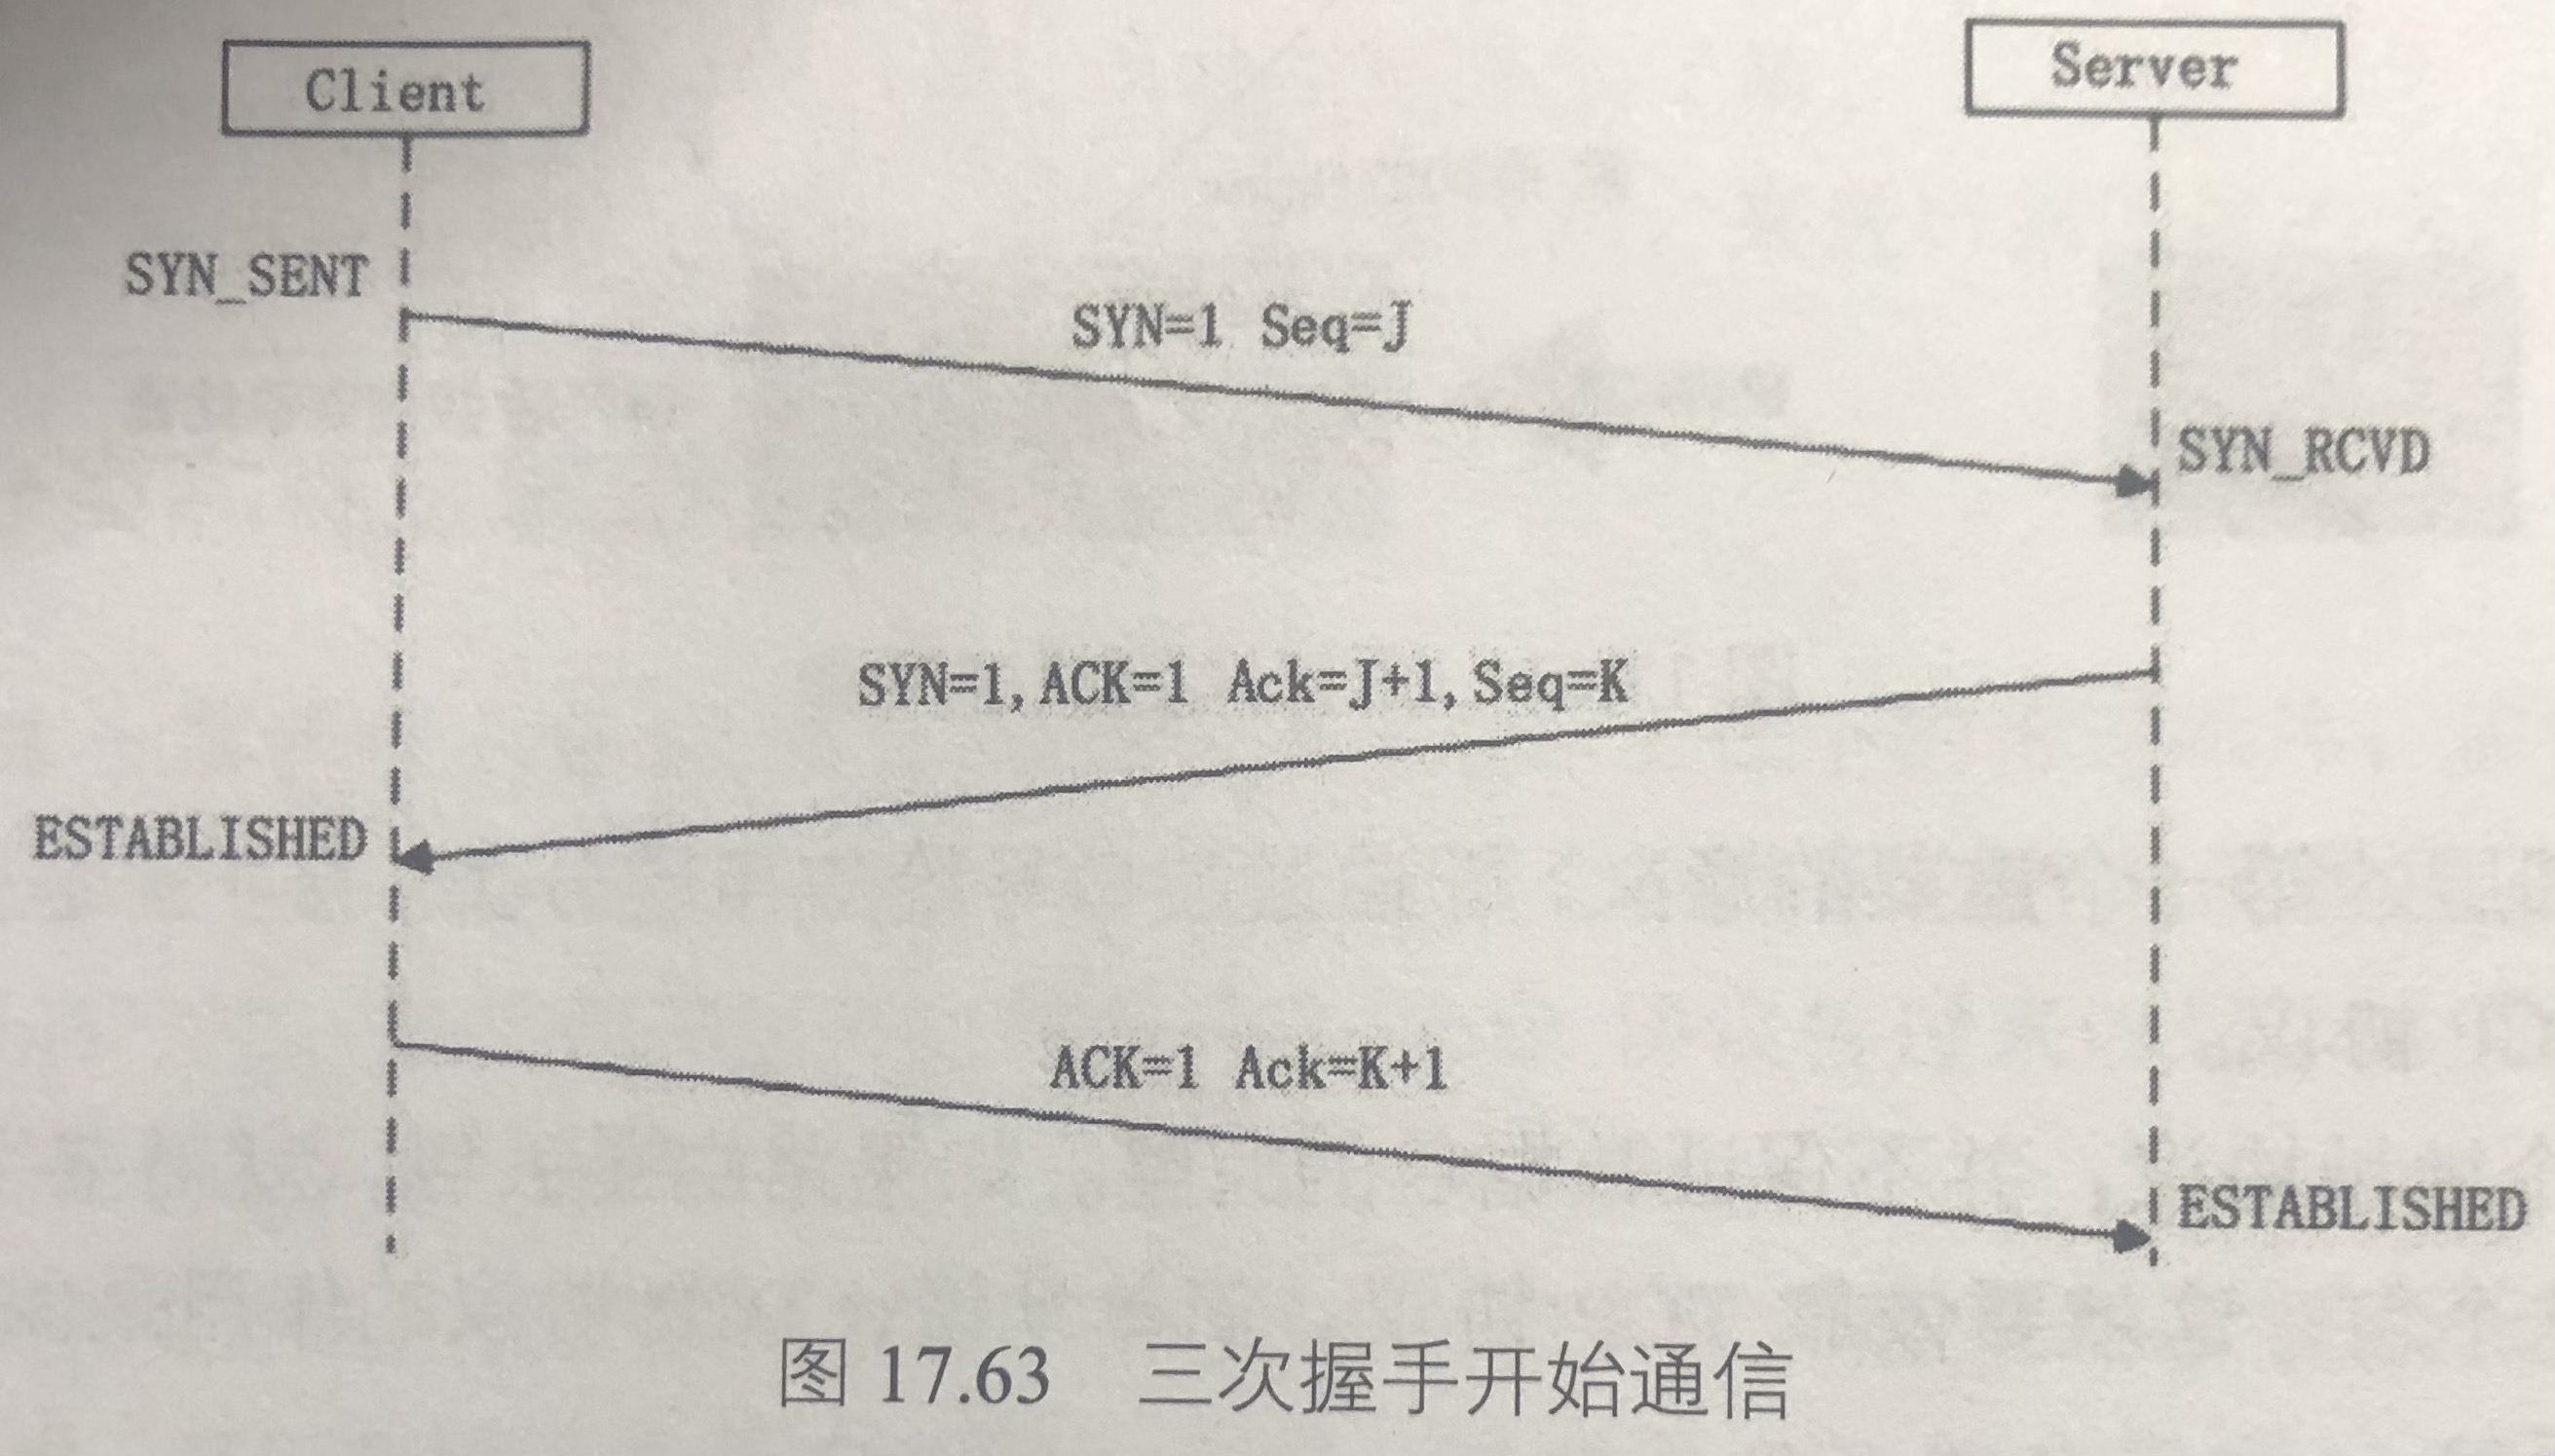 Client
Server
SYN_SENT
SYN=1 Seq=J
SYN_RCVD
SYN=1,ACK=1 Ack=J+1,Seq=K
ESTABLISHED
ACK=1 Ack=K+1
ESTABLISHED
图 17.63 三次握手开始通信